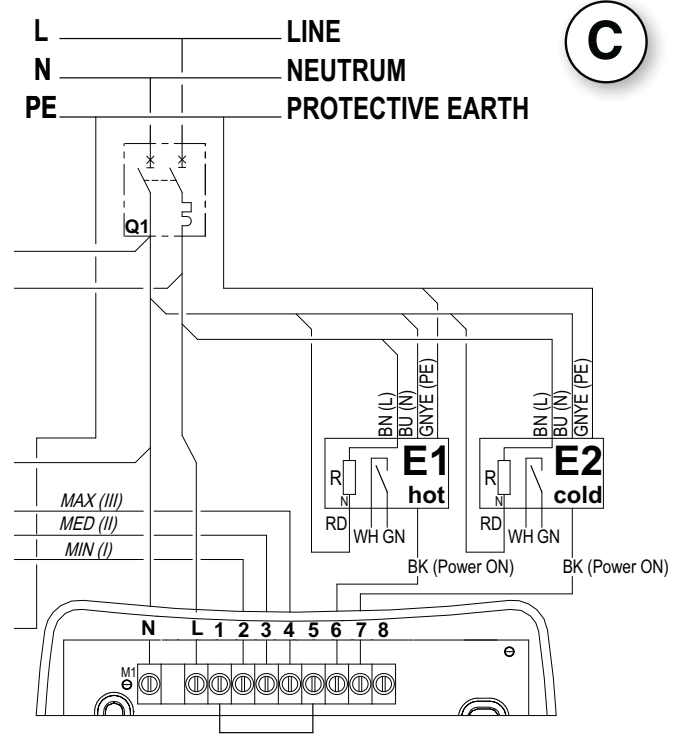 C
L LINE
N NEUTRUM
PE PROTECTIVE EARTH
Q1
BN (L) BU (N) GNYE (PE)
BN (L) BU (N) GNYE (PE)
R E1
N hot
R E2
N cold
RD WH GN
RD WH GN
MAX (III)
MED (II)
MIN (I)
BK (Power ON)
BK (Power ON)
N L 1 2 3 4 5 6 7 8
M1